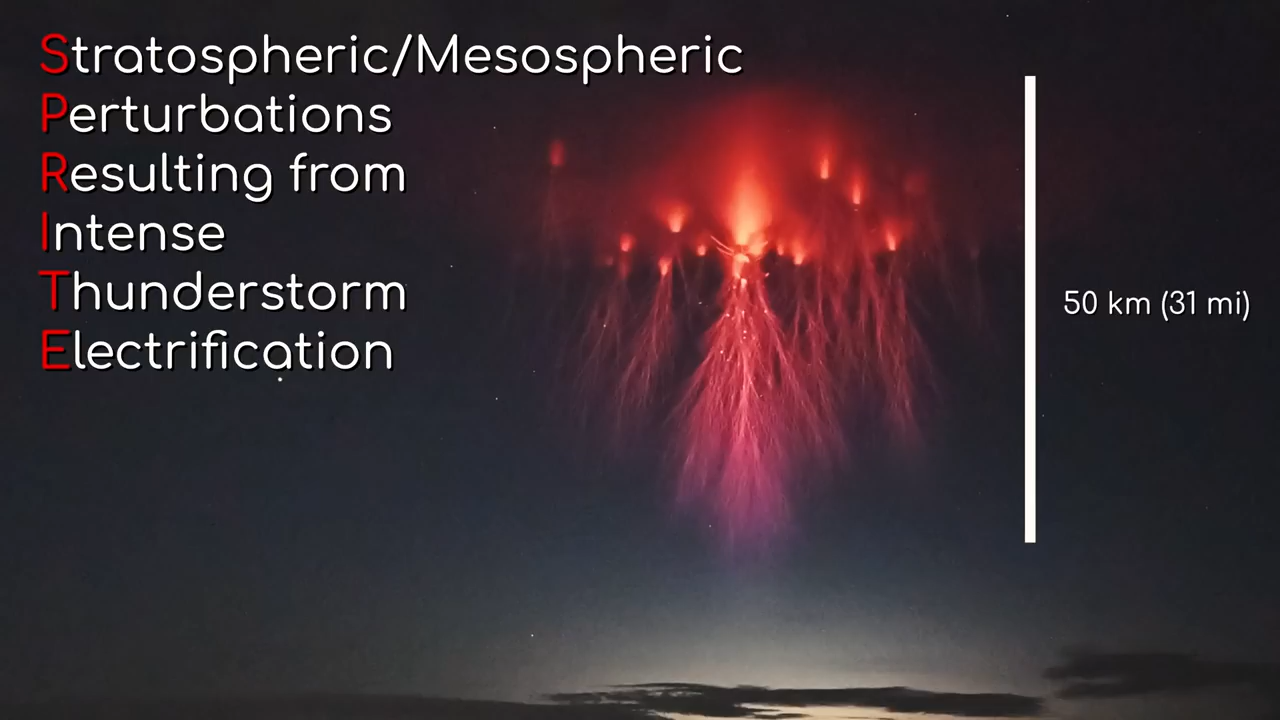 Stratospheric/Mesospheric
Perturbations
Resulting from
Intense
Thunderstorm
Electrification
50 km (31 mi)